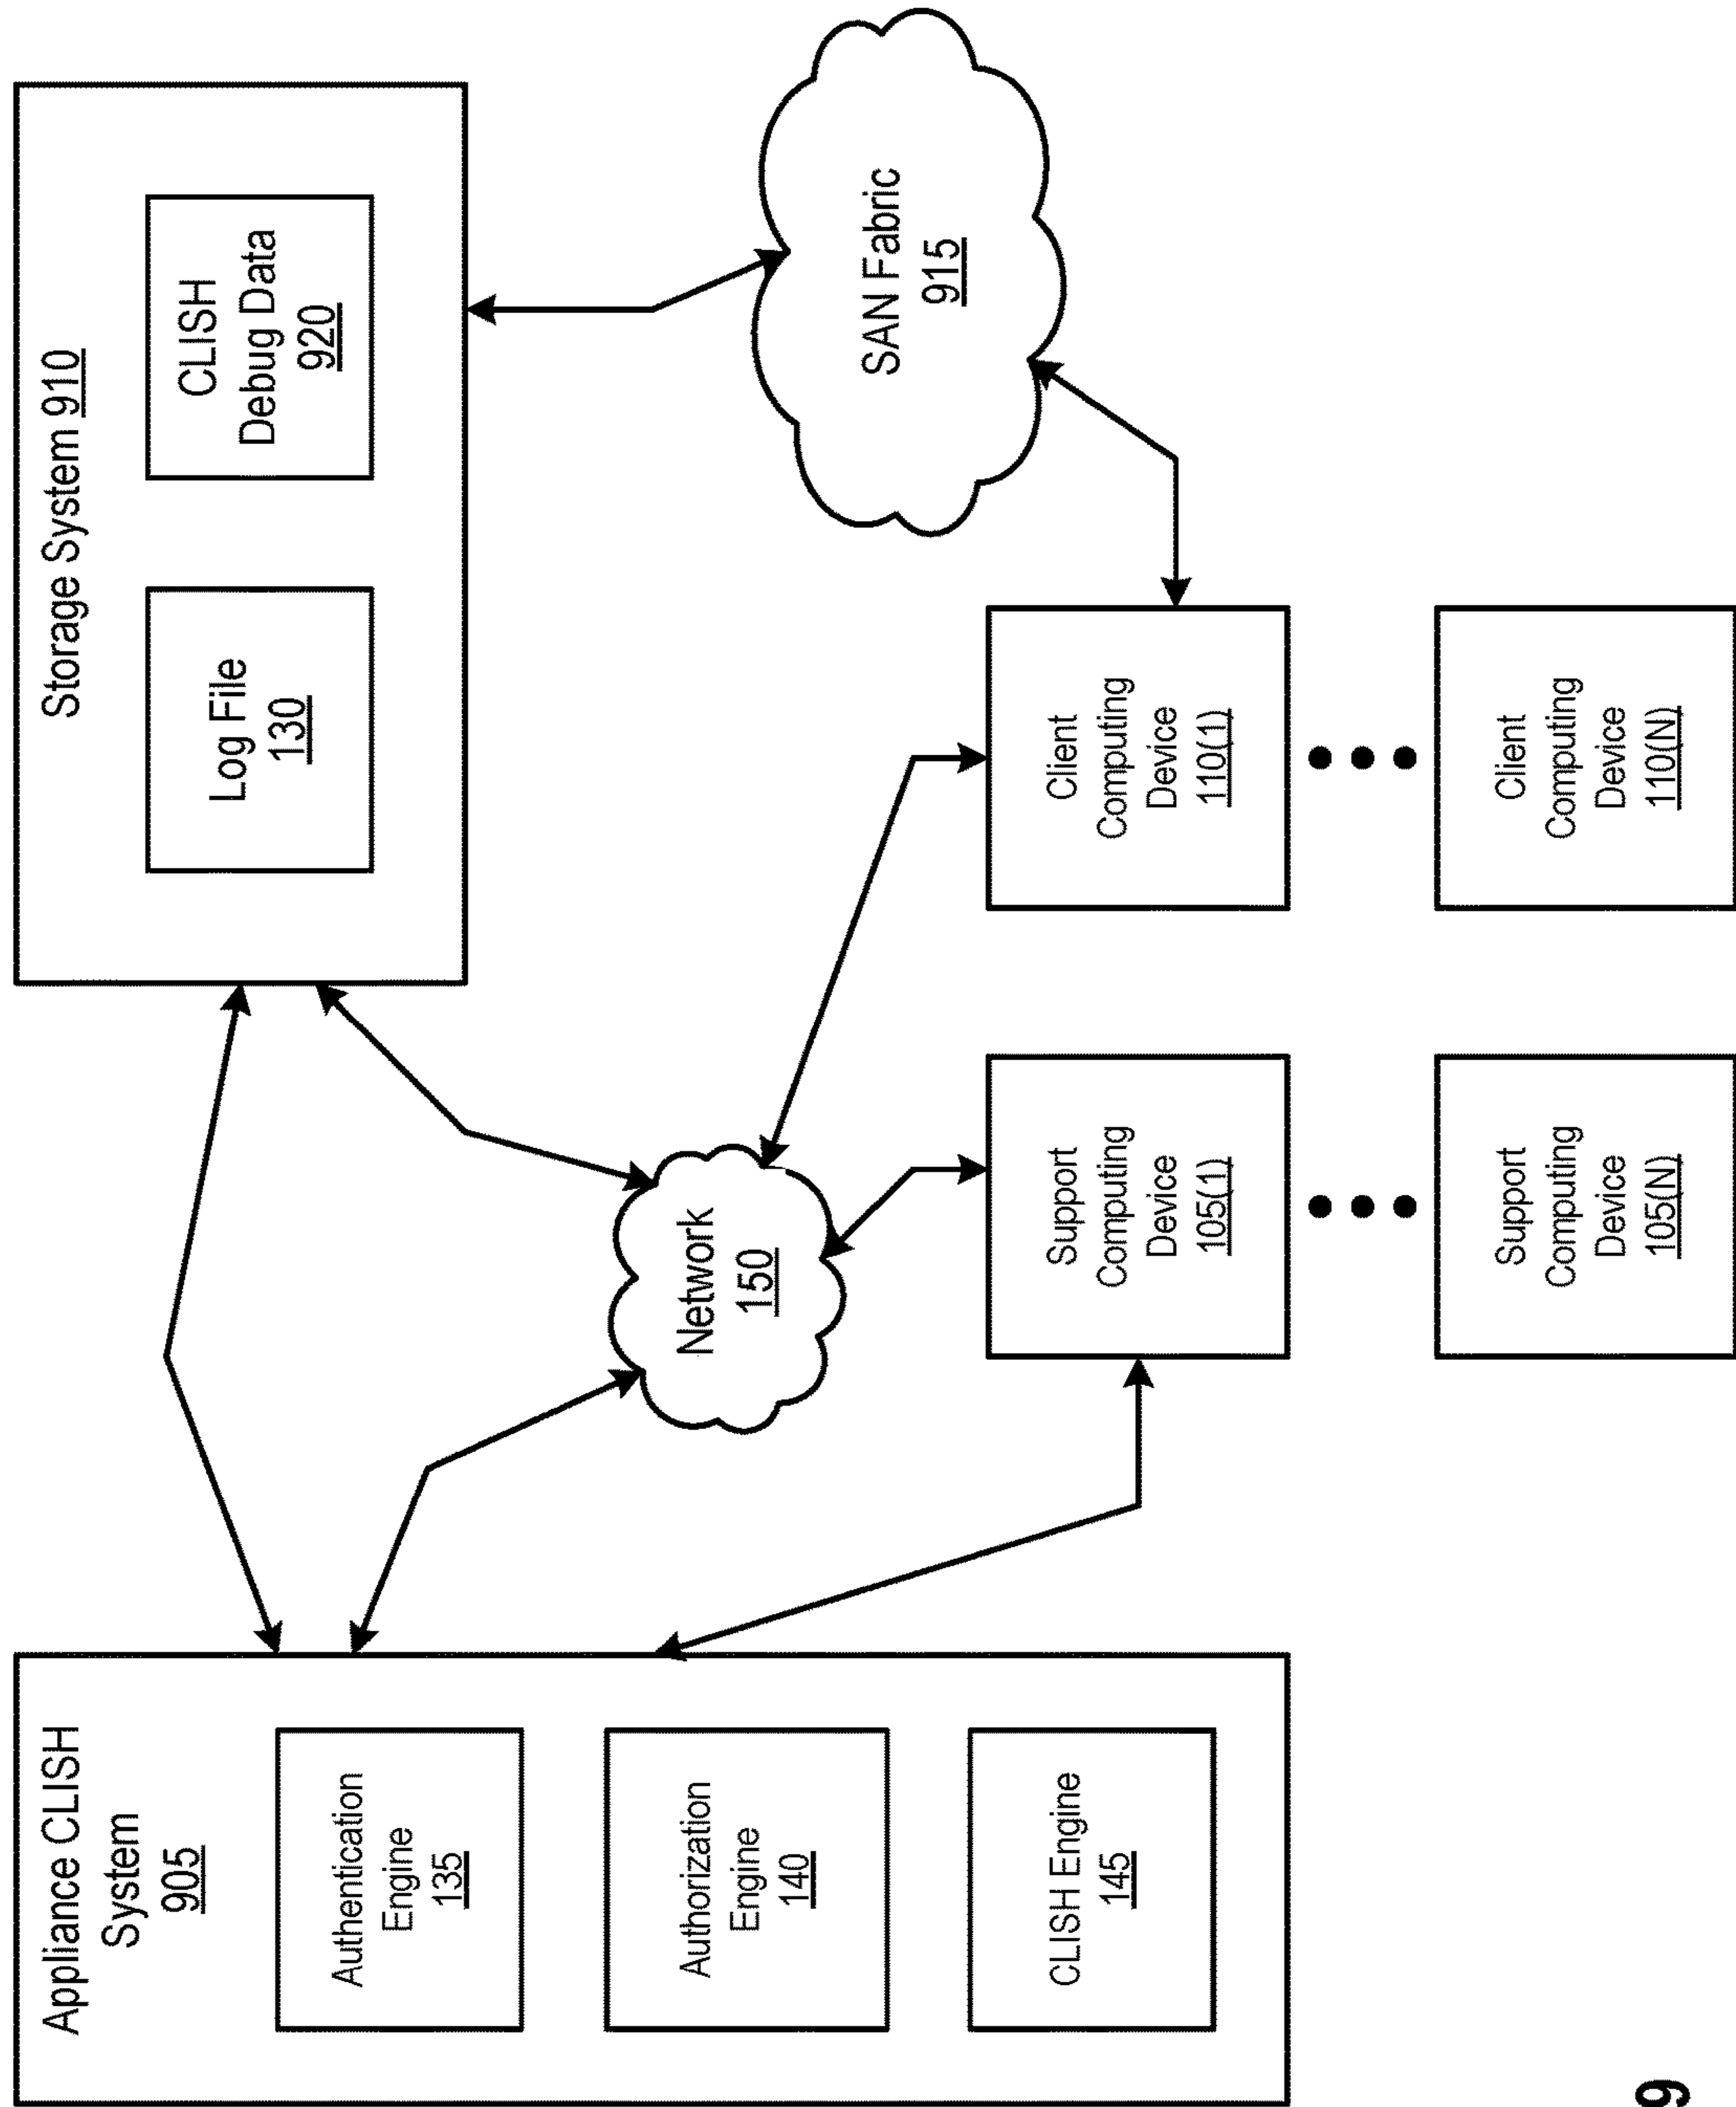 Appliance CLISH
System
905
Authentication
Engine
135
Authorization
Engine
140
CLISH Engine
145
Storage System 910
Log File
130
CLISH
Debug Data
920
Network
150
SAN Fabric
915
Support
Computing
Device
105(1)
Support
Computing
Device
105(N)
Client
Computing
Device
110(1)
Client
Computing
Device
110(N)
9